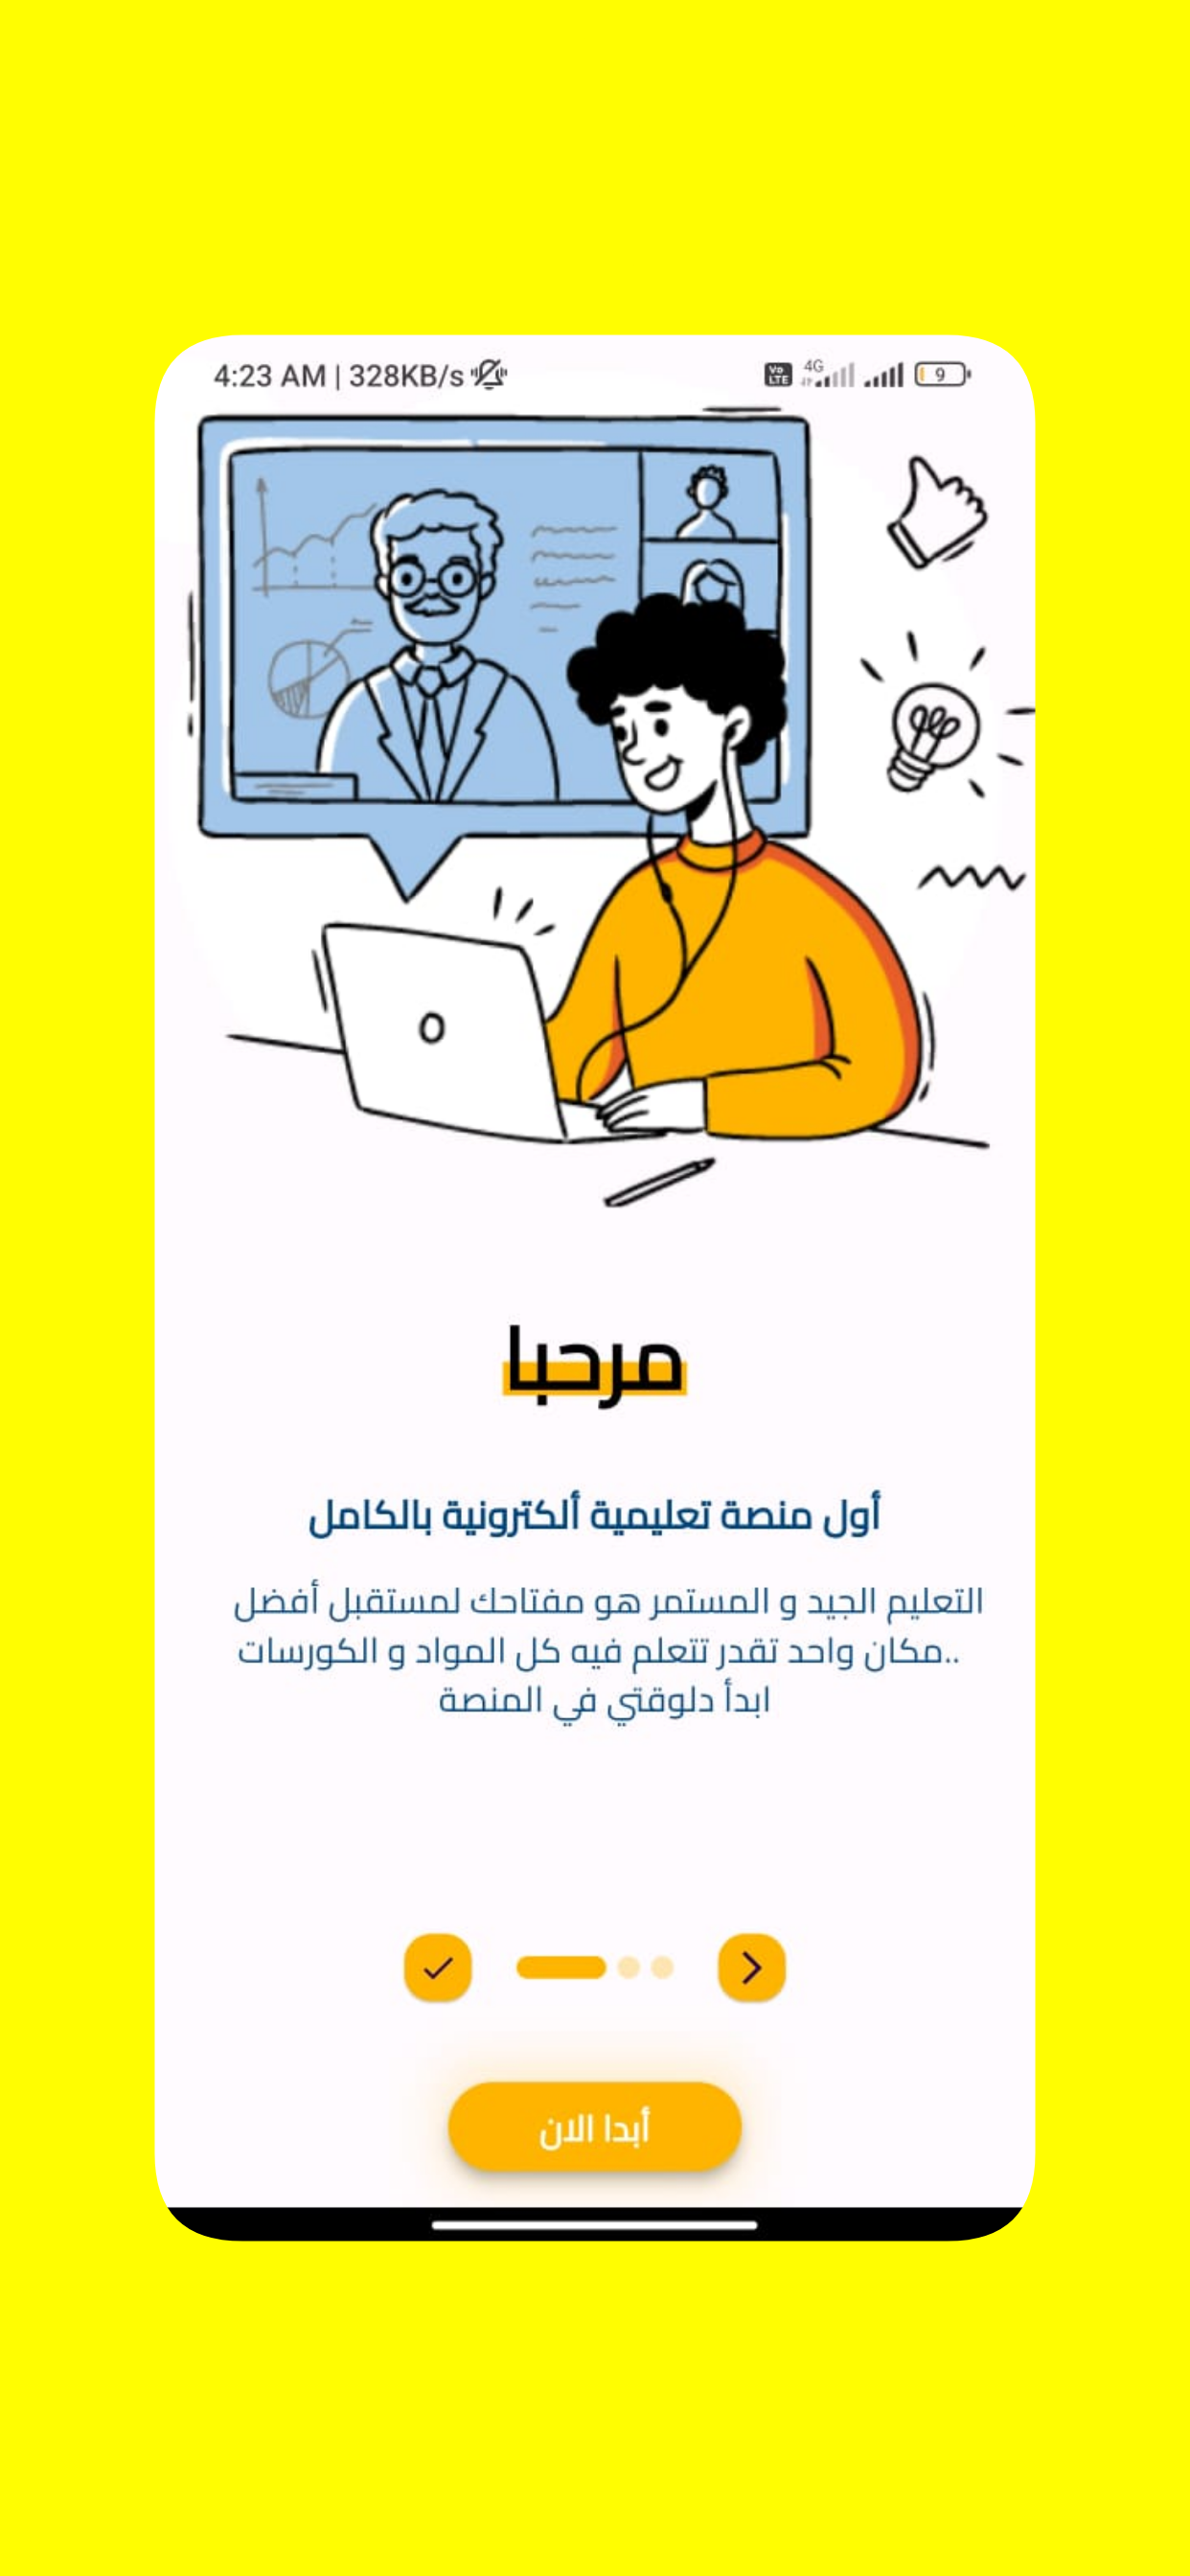 4:23 AM | 328KB/s
Vo LTE 4G 9
مرحبا
أول منصة تعليمية ألكترونية بالكامل
التعليم الجيد و المستمر هو مفتاحك لمستقبل أفضل
..مكان واحد تقدر تتعلم فيه كل المواد و الكورسات
ابدأ دلوقتي في المنصة
أبدا الان